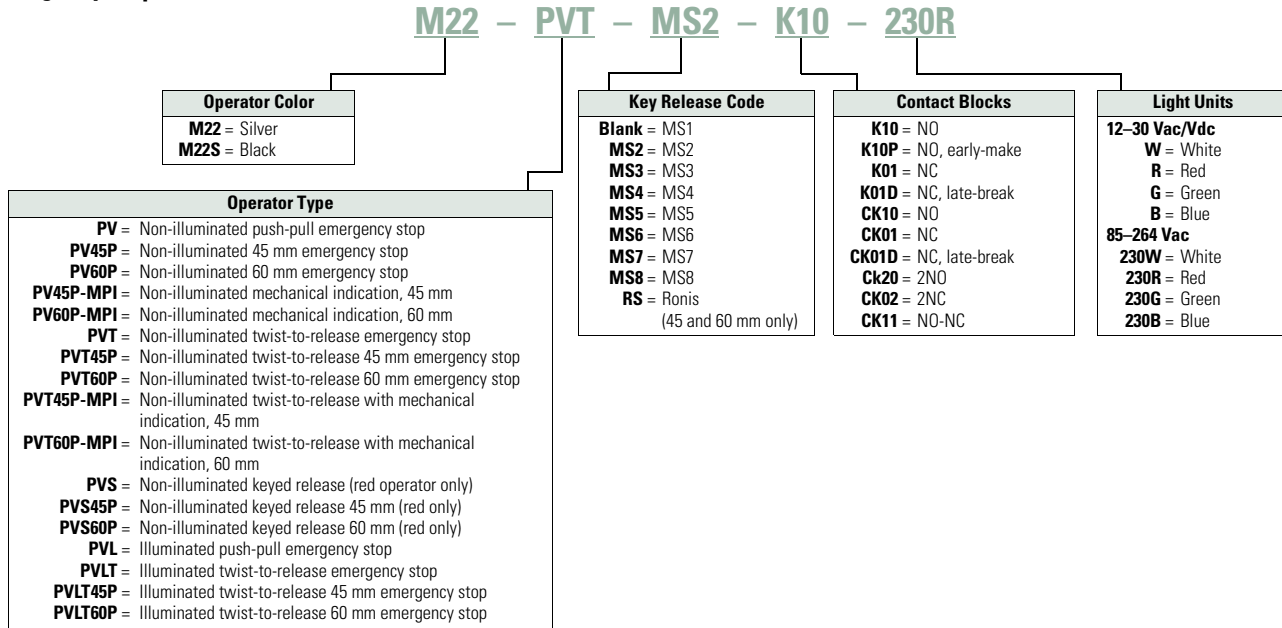 M22 – PVT – MS2 – K10 – 230R
Operator Color
M22 = Silver
M22S = Black
Operator Type
PV = Non-illuminated push-pull emergency stop
PV45P = Non-illuminated 45 mm emergency stop
PV60P = Non-illuminated 60 mm emergency stop
PV45P-MPI = Non-illuminated mechanical indication, 45 mm
PV60P-MPI = Non-illuminated mechanical indication, 60 mm
PVT = Non-illuminated twist-to-release emergency stop
PVT45P = Non-illuminated twist-to-release 45 mm emergency stop
PVT60P = Non-illuminated twist-to-release 60 mm emergency stop
PVT45P-MPI = Non-illuminated twist-to-release with mechanical
indication, 45 mm
PVT60P-MPI = Non-illuminated twist-to-release with mechanical
indication, 60 mm
PVS = Non-illuminated keyed release (red operator only)
PVS45P = Non-illuminated keyed release 45 mm (red only)
PVS60P = Non-illuminated keyed release 60 mm (red only)
PVL = Illuminated push-pull emergency stop
PVLT = Illuminated twist-to-release emergency stop
PVLT45P = Illuminated twist-to-release 45 mm emergency stop
PVLT60P = Illuminated twist-to-release 60 mm emergency stop
Key Release Code
Blank = MS1
MS2 = MS2
MS3 = MS3
MS4 = MS4
MS5 = MS5
MS6 = MS6
MS7 = MS7
MS8 = MS8
RS = Ronis
(45 and 60 mm only)
Contact Blocks
K10 = NO
K10P = NO, early-make
K01 = NC
K01D = NC, late-break
CK10 = NO
CK01 = NC
CK01D = NC, late-break
Ck20 = 2NO
CK02 = 2NC
CK11 = NO-NC
Light Units
12–30 Vac/Vdc
W = White
R = Red
G = Green
B = Blue
85–264 Vac
230W = White
230R = Red
230G = Green
230B = Blue